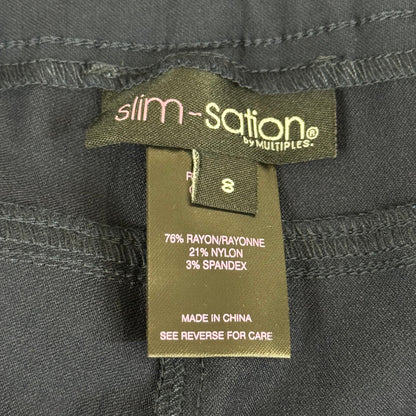 slim-sation®
by MULTIPLES.
8
76% RAYON/RAYONNE
21% NYLON
3% SPANDEX
MADE IN CHINA
SEE REVERSE FOR CARE